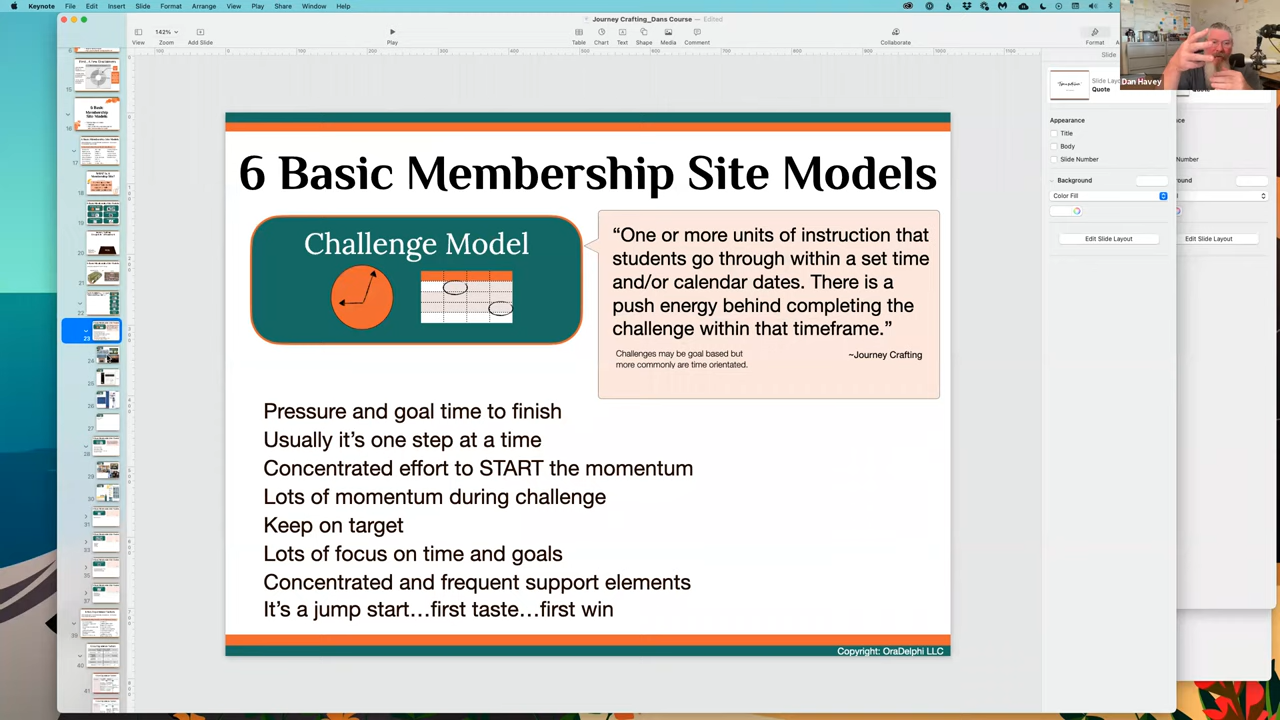 Keynote File Edit Insert Slide Format Arrange View Play Share Window Help
Journey Crafting_Dans Course — Edited
142%
View Zoom Add Slide Play Table Chart Text Shape Media Comment Collaborate Format
Dan Havey
Slide
Quote
Appearance
Title
Body
Slide Number
Background
Color Fill
Edit Slide Layout
Edit Slide Layout
6 Basic Membership Site Models
Challenge Model
“One or more units of instruction that
students go through within a set time
and/or calendar dates. There is a
push energy behind completing the
challenge within that timeframe.”
Challenges may be goal based but
more commonly are time orientated.
~Journey Crafting
Pressure and goal time to finish
Usually it’s one step at a time
Concentrated effort to START the momentum
Lots of momentum during challenge
Keep on target
Lots of focus on time and goals
Concentrated and frequent support elements
It’s a jump start…first taste…first win
Copyright: OraDelphi LLC